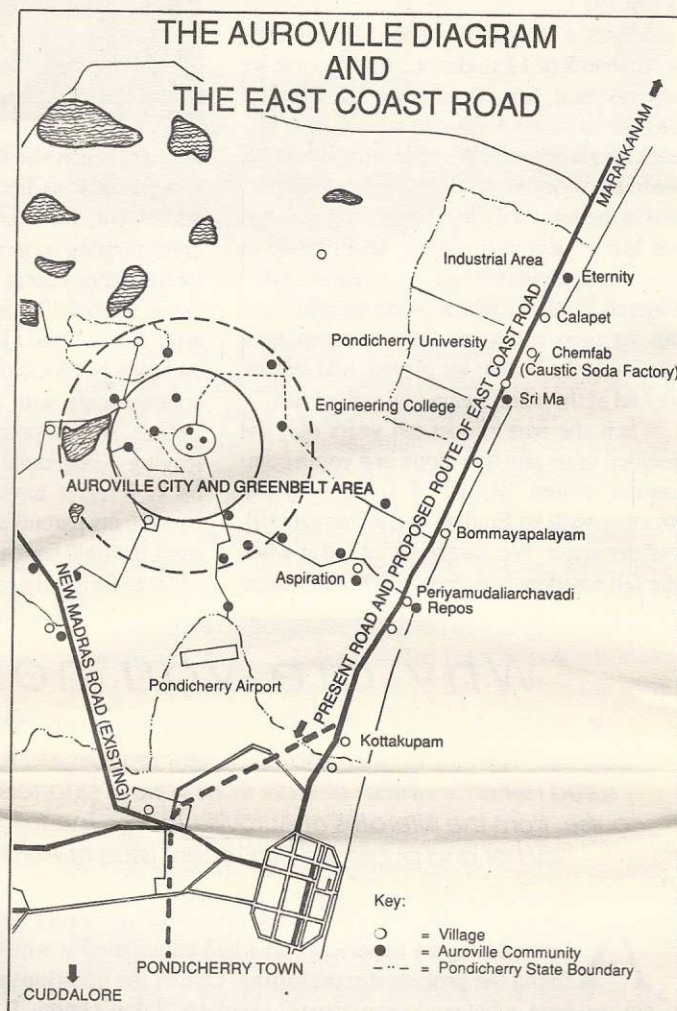 THE AUROVILLE DIAGRAM
AND
THE EAST COAST ROAD
MARAKKANAM
Industrial Area
Eternity
Calapet
Pondicherry University
Chemfab
(Caustic Soda Factory)
Engineering College
Sri Ma
AUROVILLE CITY AND GREENBELT AREA
PRESENT ROAD AND PROPOSED ROUTE OF EAST COAST ROAD
Bommayapalayam
Aspiration
Periyamudaliarchavadi
Repos
NEW MADRAS ROAD (EXISTING)
Pondicherry Airport
Kottakupam
Key:
= Village
= Auroville Community
= Pondicherry State Boundary
PONDICHERRY TOWN
CUDDALORE